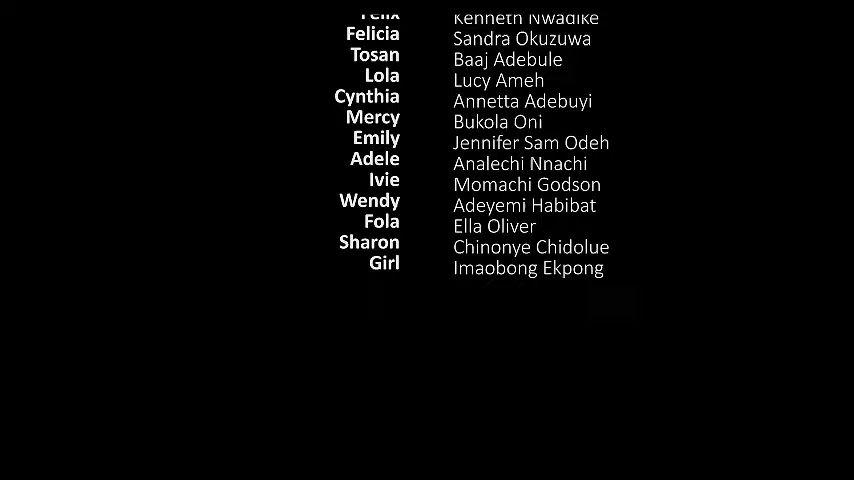 Felix Kenneth Nwadike
Felicia Sandra Okuzuwa
Tosan Baaj Adebule
Lola Lucy Ameh
Cynthia Annetta Adebuyi
Mercy Bukola Oni
Emily Jennifer Sam Odeh
Adele Analechi Nnachi
Ivie Momachi Godson
Wendy Adeyemi Habibat
Fola Ella Oliver
Sharon Chinonye Chidolue
Girl Imaobong Ekpong